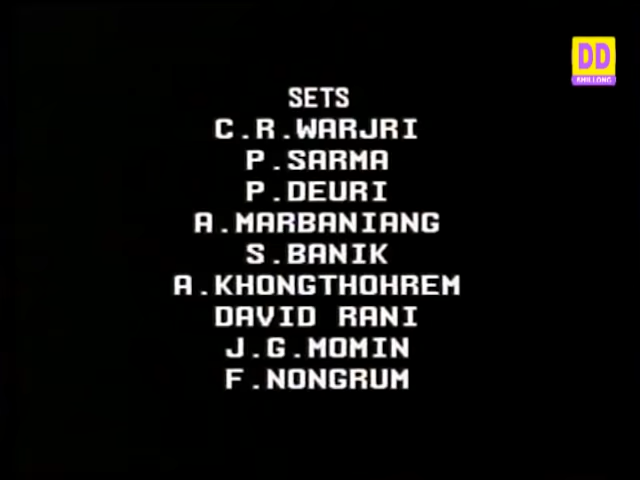 DD
SHILLONG
SETS
C.R.WARJRI
P.SARMA
P.DEURI
A.MARBANIANG
S.BANIK
A.KHONGTHOHREM
DAVID RANI
J.G.MOMIN
F.NONGRUM